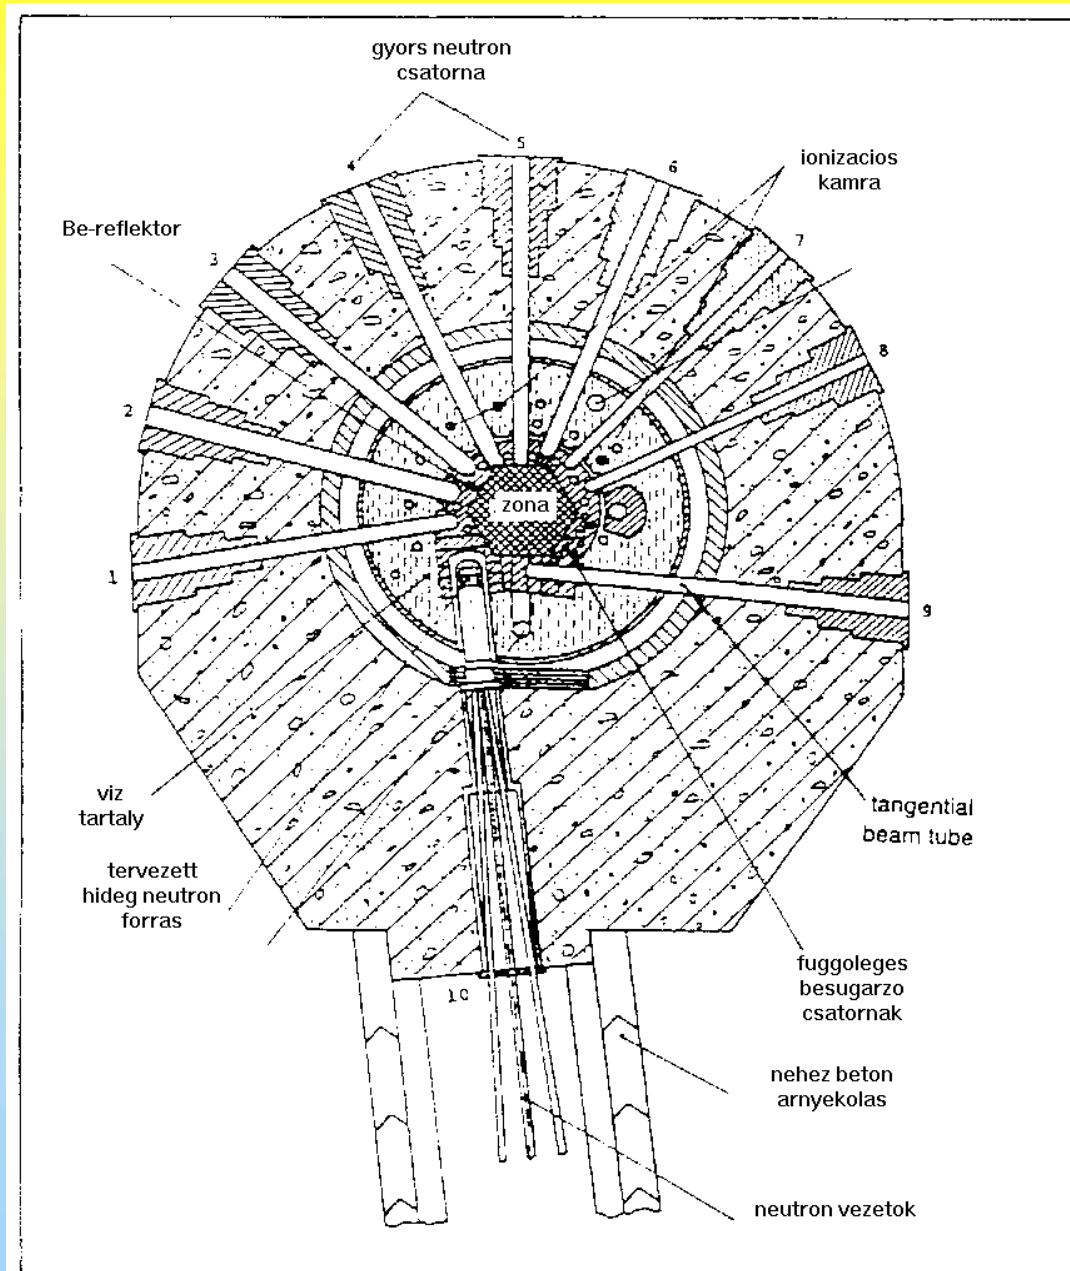 gyors neutron
csatorna
4
5
6
ionizacios
kamra
Be-reflektor
3
7
8
2
zona
1
9
viz
tartaly
tangential
beam tube
tervezett
hideg neutron
forras
fuggoleges
besugarzo
csatornak
10
nehez beton
arnyekolas
neutron vezetok